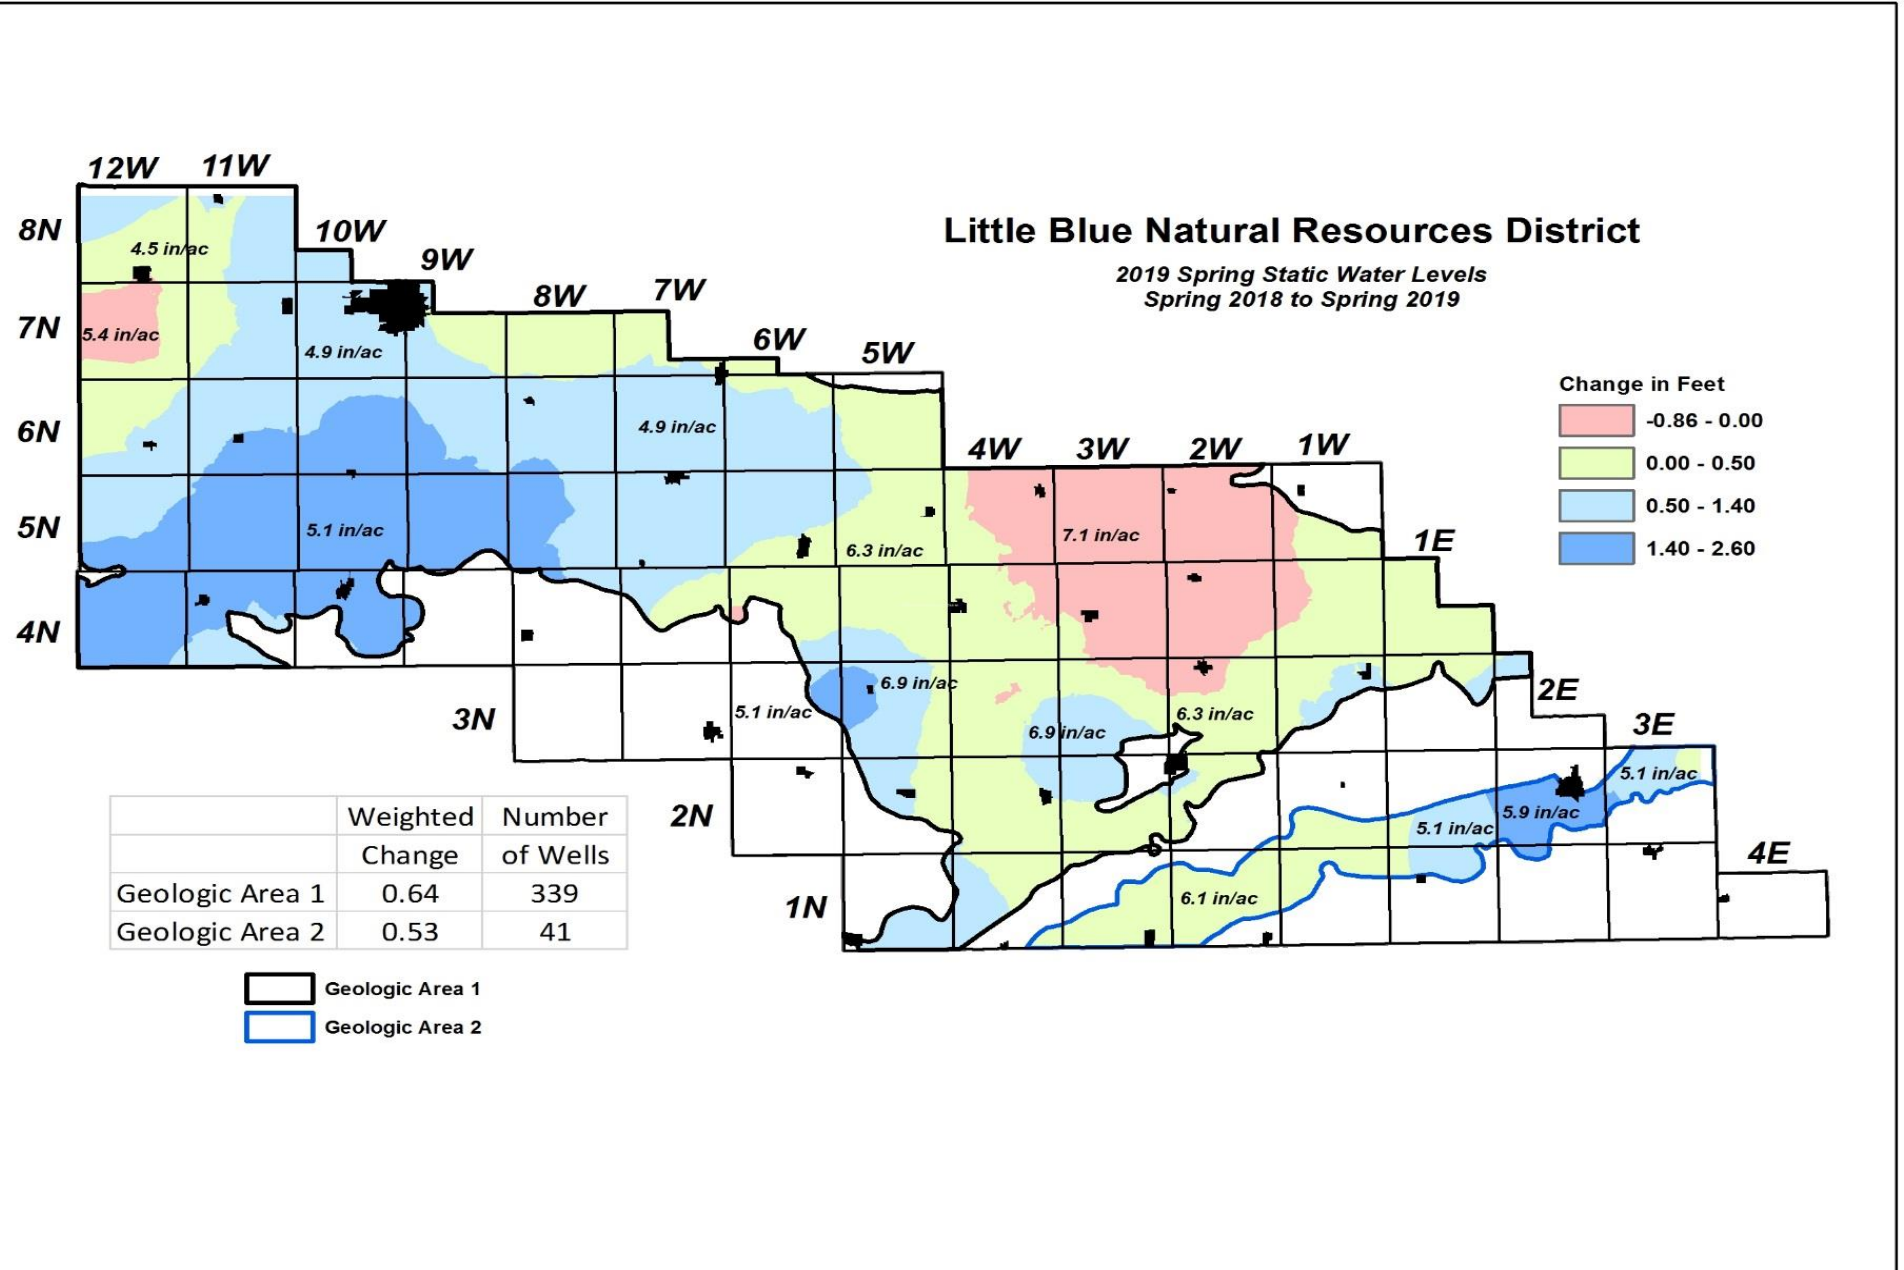 12W 11W
8N
10W
4.5 in/ac
9W
Little Blue Natural Resources District
2019 Spring Static Water Levels
Spring 2018 to Spring 2019
8W
7W
7N
5.4 in/ac
4.9 in/ac
6W
5W
Change in Feet
-0.86 - 0.00
0.00 - 0.50
0.50 - 1.40
1.40 - 2.60
6N
4.9 in/ac
4W 3W 2W 1W
5N
5.1 in/ac
6.3 in/ac
7.1 in/ac
1E
4N
6.9 in/ac
2E
3N
5.1 in/ac
6.9 in/ac
6.3 in/ac
3E
5.1 in/ac
2N
5.9 in/ac
5.1 in/ac
4E
1N
6.1 in/ac
Weighted Number
Change of Wells
Geologic Area 1 0.64 339
Geologic Area 2 0.53 41
Geologic Area 1
Geologic Area 2